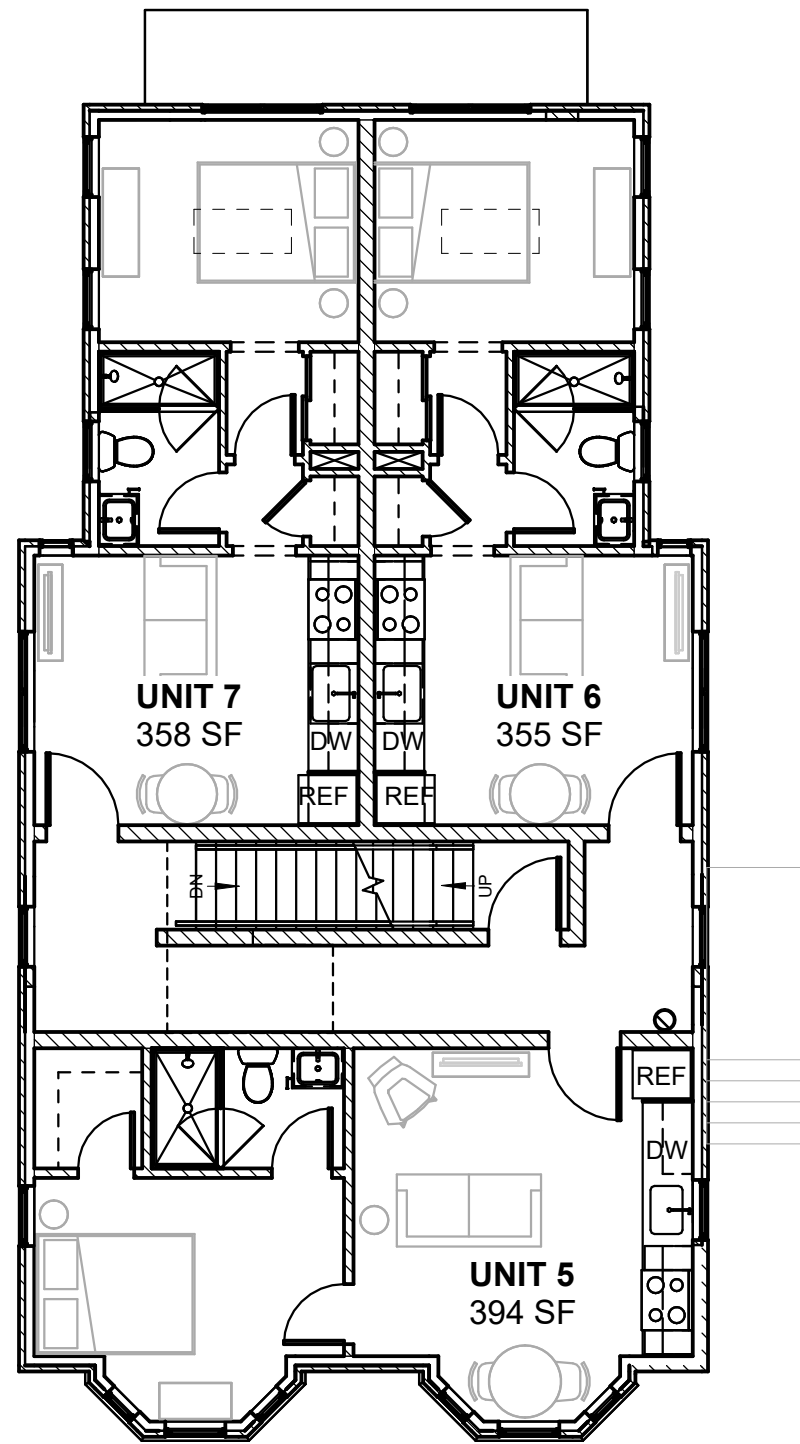 UNIT 7
358 SF
UNIT 6
355 SF
DW
DW
REF
REF
DN
UP
REF
DW
UNIT 5
394 SF